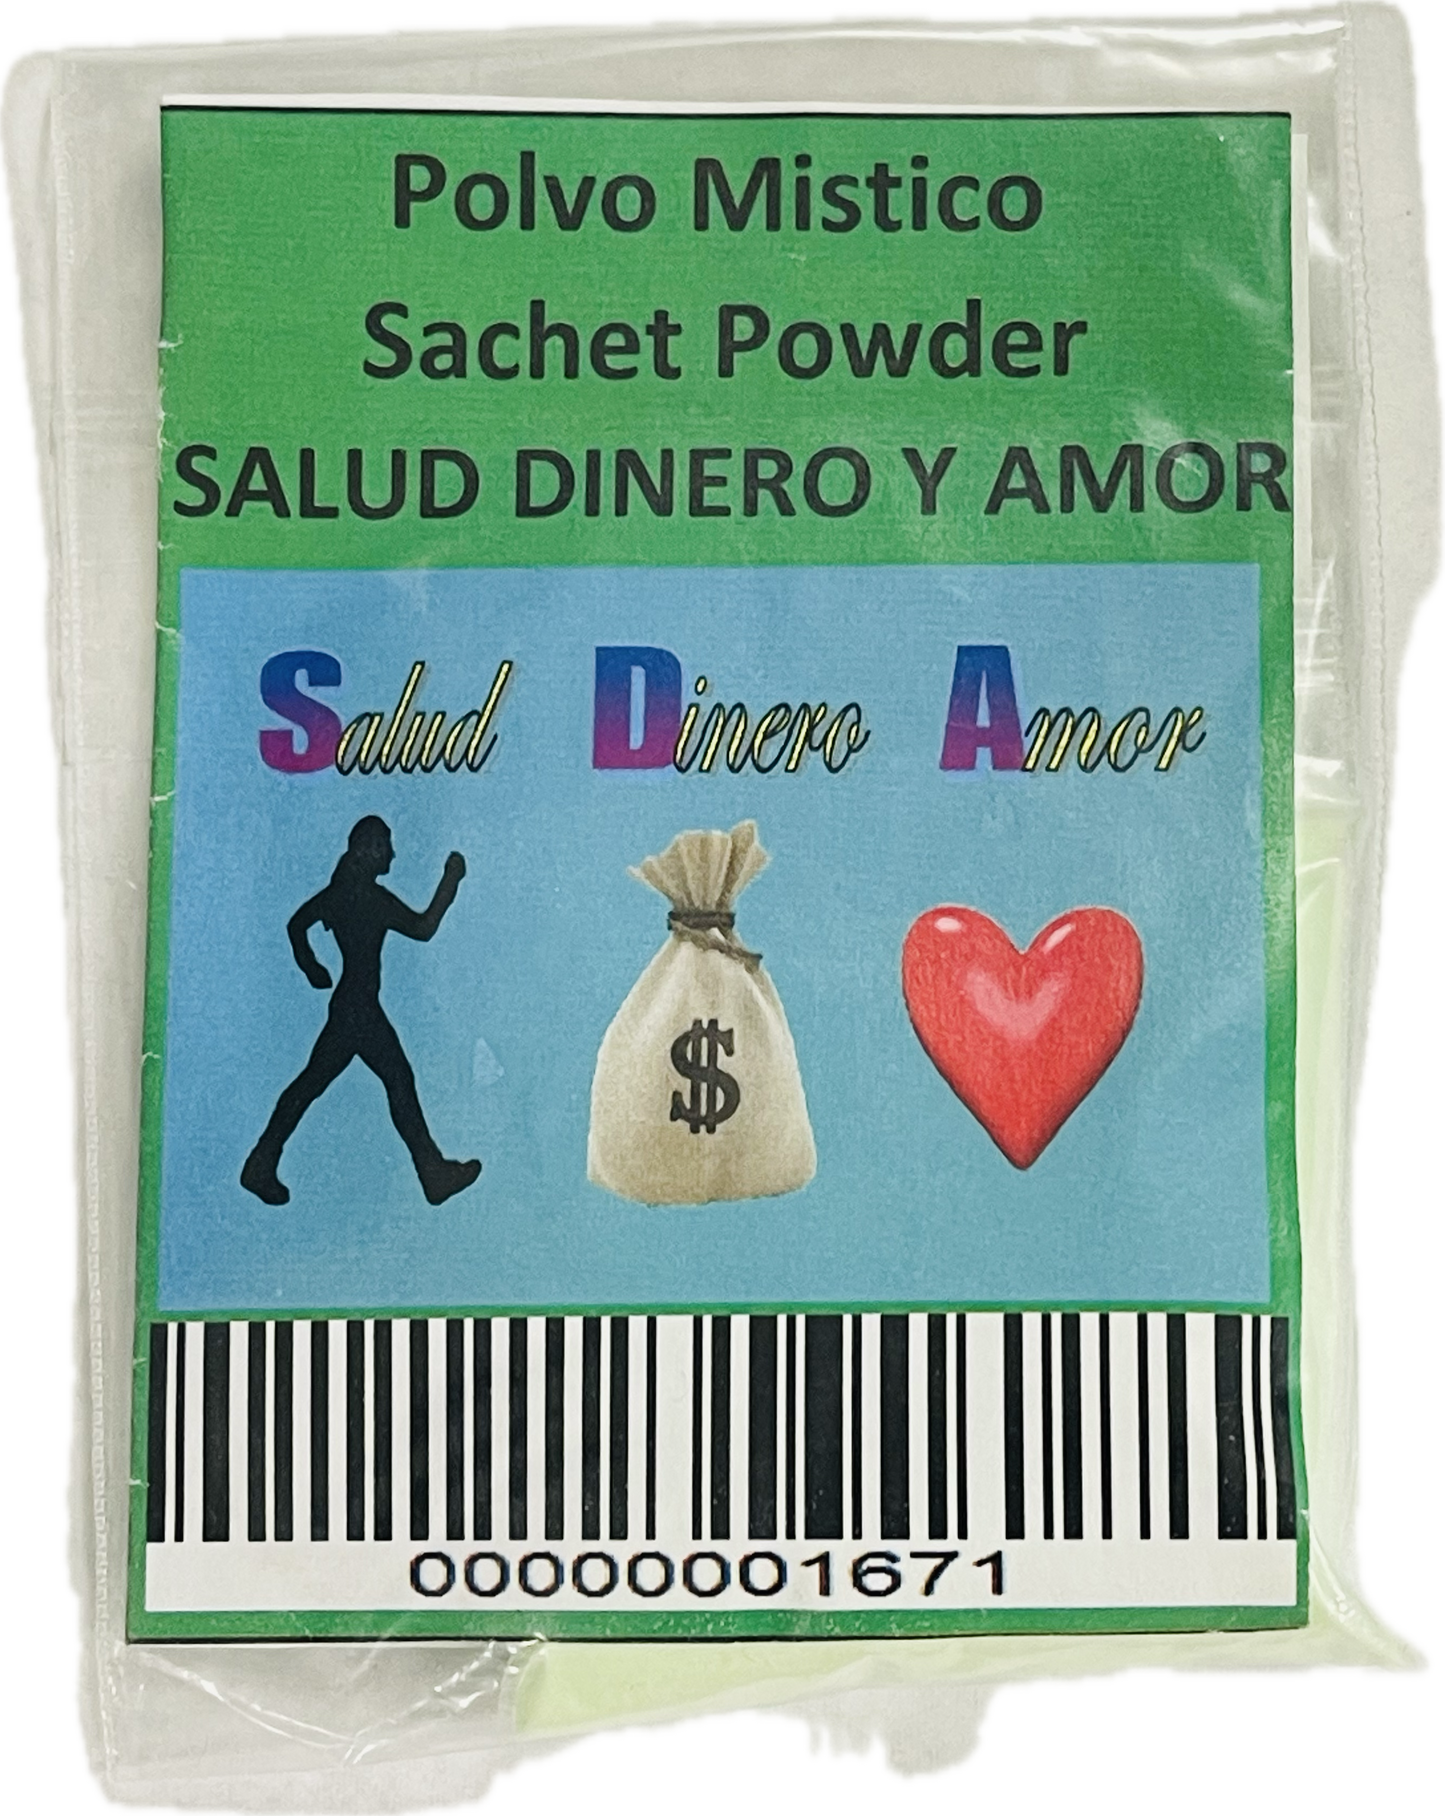 Polvo Mistico
Sachet Powder
SALUD DINERO Y AMOR
Salud Dinero Amor
$
00000001671